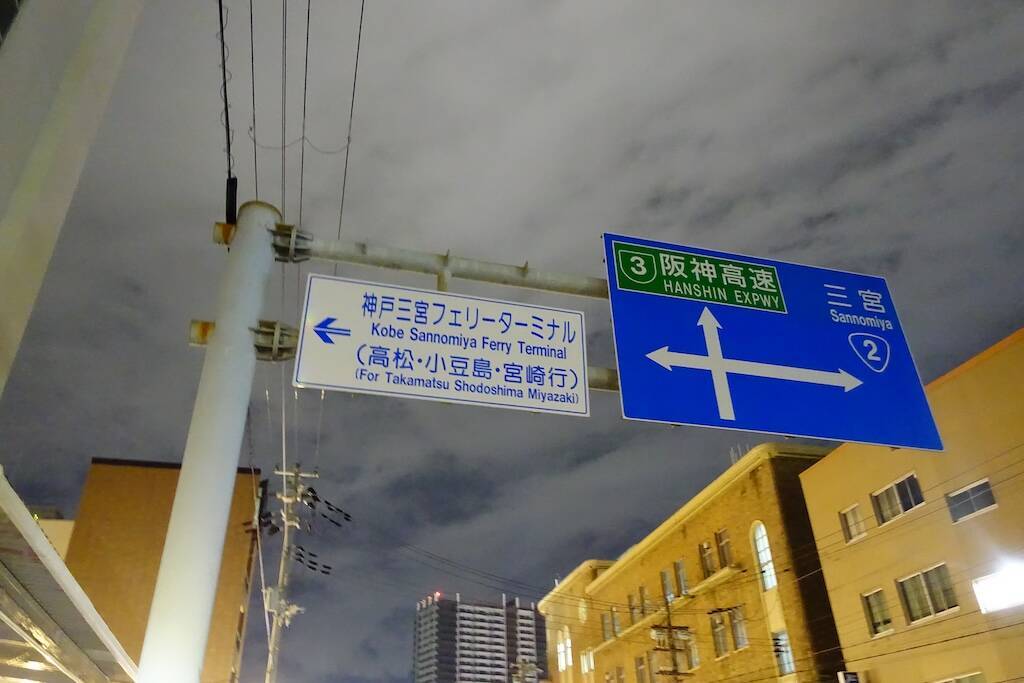 神戸三宮フェリーターミナル
Kobe Sannomiya Ferry Terminal
(高松・小豆島・宮崎行)
(For Takamatsu Shodoshima Miyazaki)
3 阪神高速
HANSHIN EXPWY
三宮
Sannomiya
2